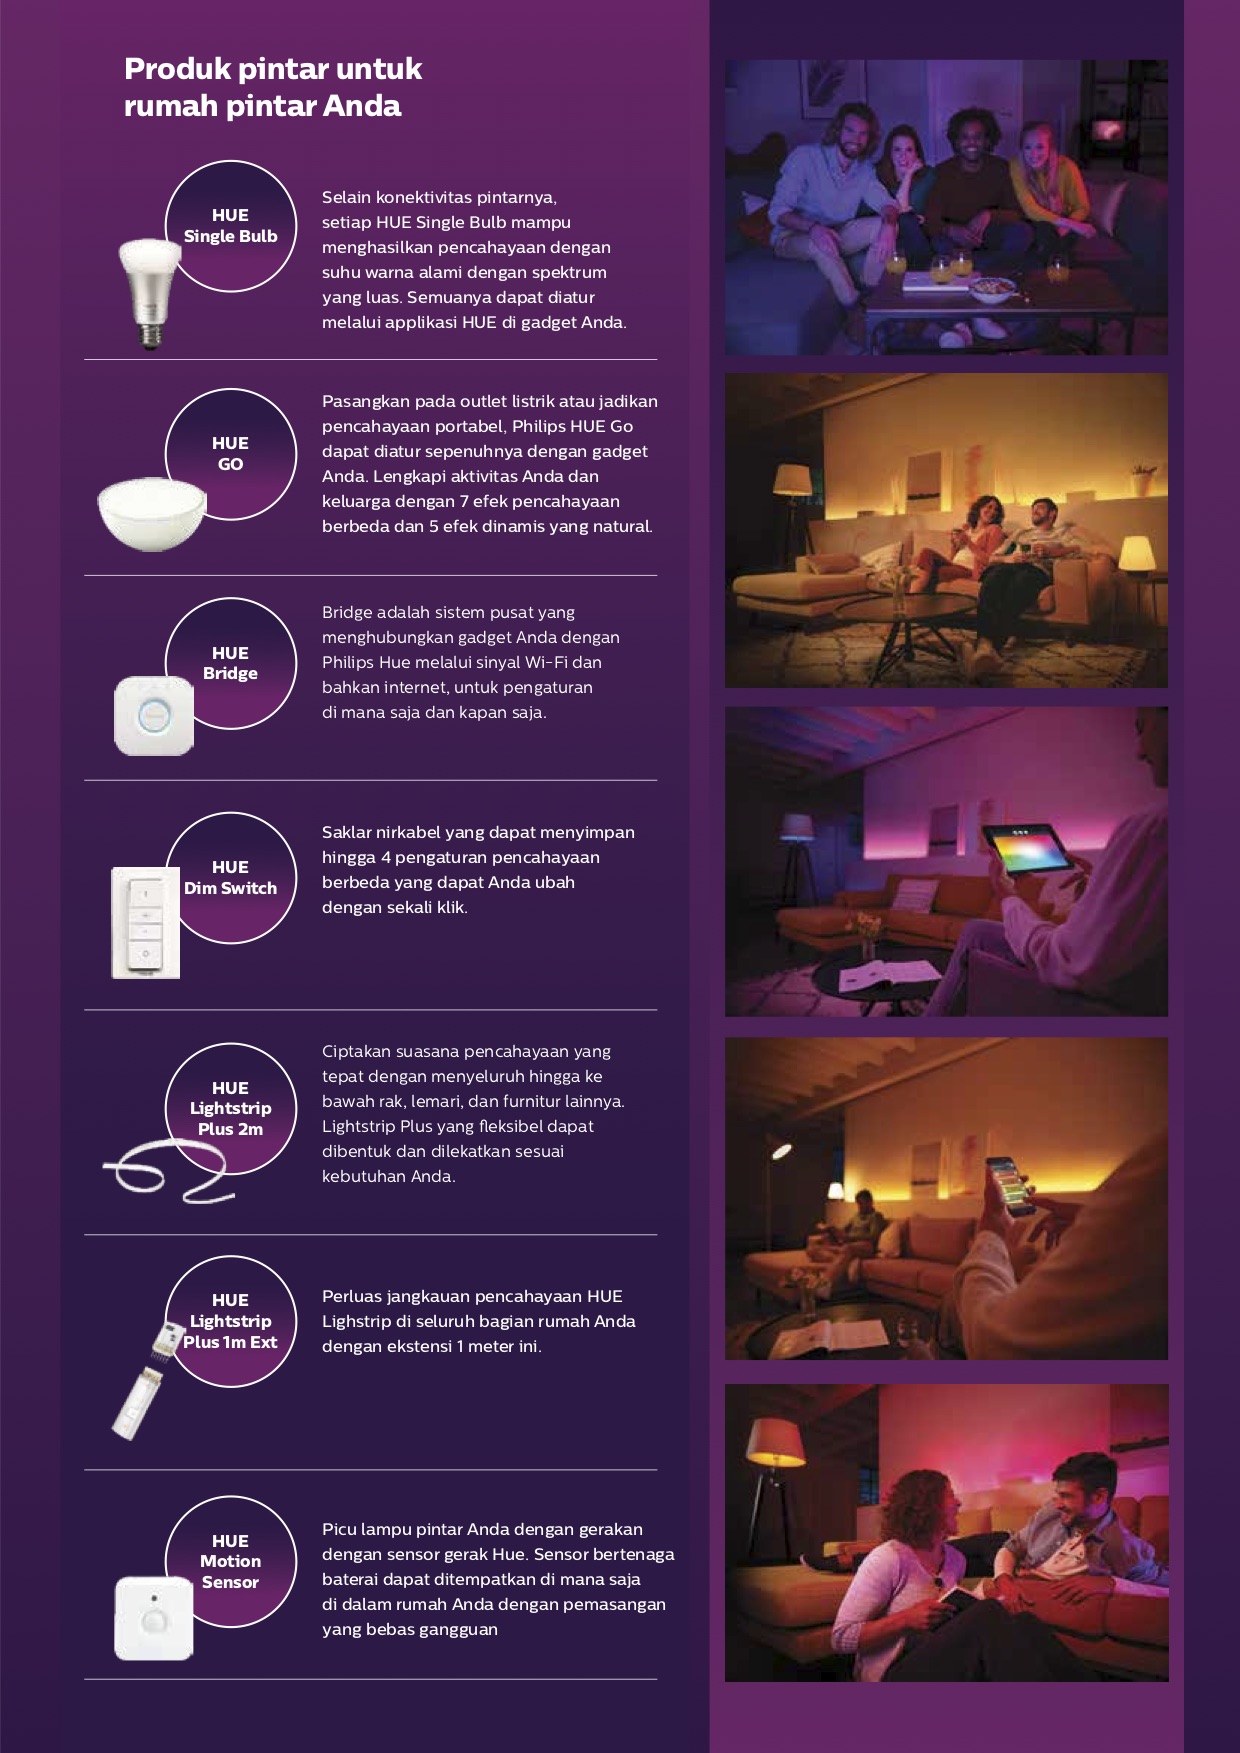 Produk pintar untuk
rumah pintar Anda
HUE
Single Bulb
Selain konektivitas pintarnya,
setiap HUE Single Bulb mampu
menghasilkan pencahayaan dengan
suhu warna alami dengan spektrum
yang luas. Semuanya dapat diatur
melalui applikasi HUE di gadget Anda.
HUE
GO
Pasangkan pada outlet listrik atau jadikan
pencahayaan portabel, Philips HUE Go
dapat diatur sepenuhnya dengan gadget
Anda. Lengkapi aktivitas Anda dan
keluarga dengan 7 efek pencahayaan
berbeda dan 5 efek dinamis yang natural.
HUE
Bridge
Bridge adalah sistem pusat yang
menghubungkan gadget Anda dengan
Philips Hue melalui sinyal Wi-Fi dan
bahkan internet, untuk pengaturan
di mana saja dan kapan saja.
HUE
Dim Switch
Saklar nirkabel yang dapat menyimpan
hingga 4 pengaturan pencahayaan
berbeda yang dapat Anda ubah
dengan sekali klik.
HUE
Lightstrip
Plus 2m
Ciptakan suasana pencahayaan yang
tepat dengan menyeluruh hingga ke
bawah rak, lemari, dan furnitur lainnya.
Lightstrip Plus yang fleksibel dapat
dibentuk dan dilekatkan sesuai
kebutuhan Anda.
HUE
Lightstrip
Plus 1m Ext
Perluas jangkauan pencahayaan HUE
Lighstrip di seluruh bagian rumah Anda
dengan ekstensi 1 meter ini.
HUE
Motion
Sensor
Picu lampu pintar Anda dengan gerakan
dengan sensor gerak Hue. Sensor bertenaga
baterai dapat ditempatkan di mana saja
di dalam rumah Anda dengan pemasangan
yang bebas gangguan